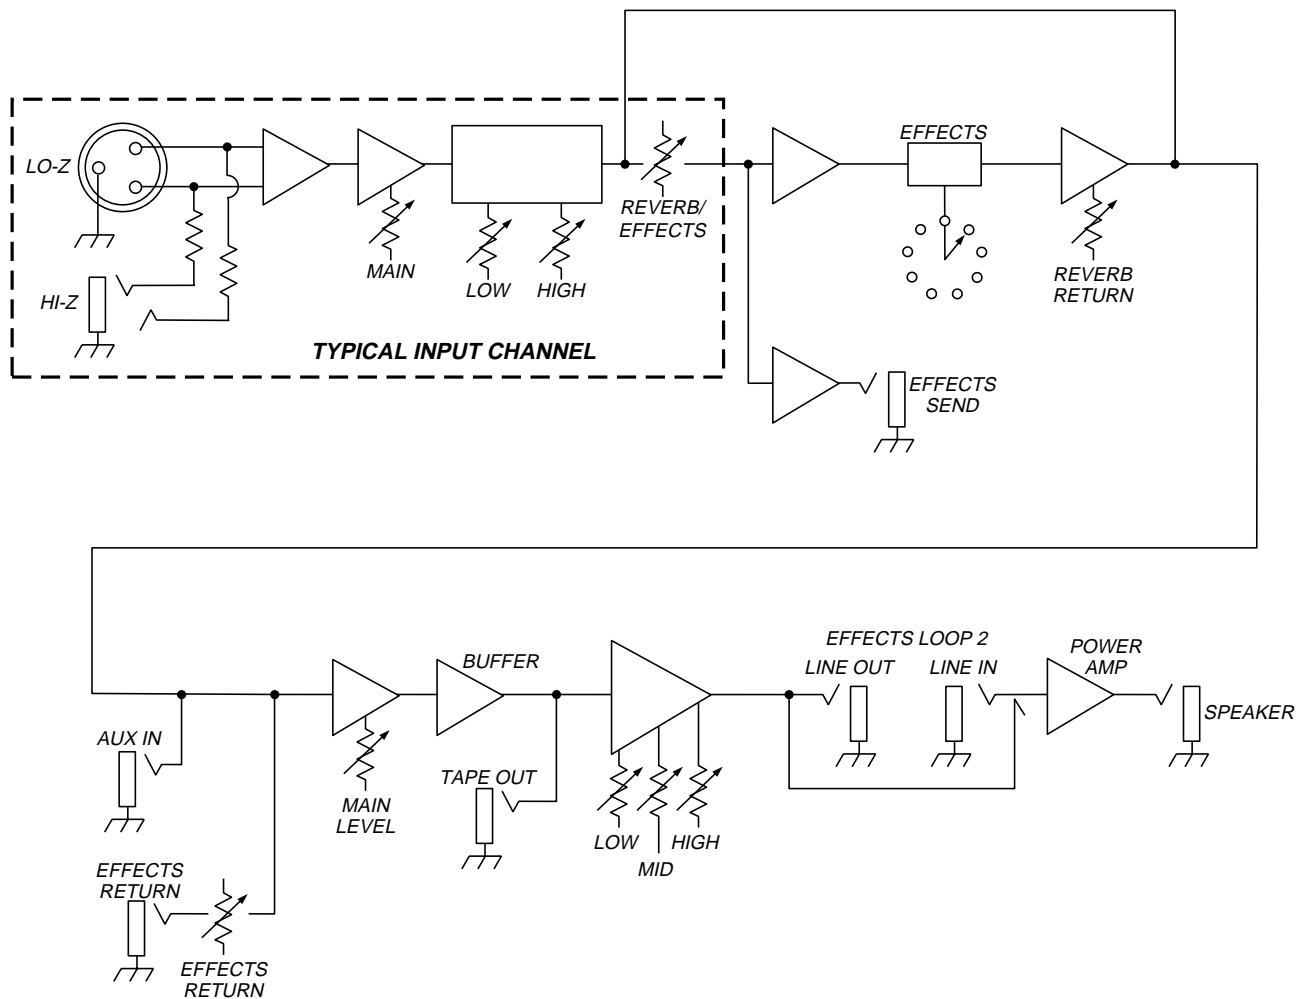 LO-Z
HI-Z
MAIN
LOW
HIGH
REVERB/
EFFECTS
TYPICAL INPUT CHANNEL
EFFECTS
REVERB
RETURN
EFFECTS
SEND
AUX IN
EFFECTS
RETURN
EFFECTS
RETURN
MAIN
LEVEL
BUFFER
TAPE OUT
LOW
MID
HIGH
EFFECTS LOOP 2
LINE OUT
LINE IN
POWER
AMP
SPEAKER